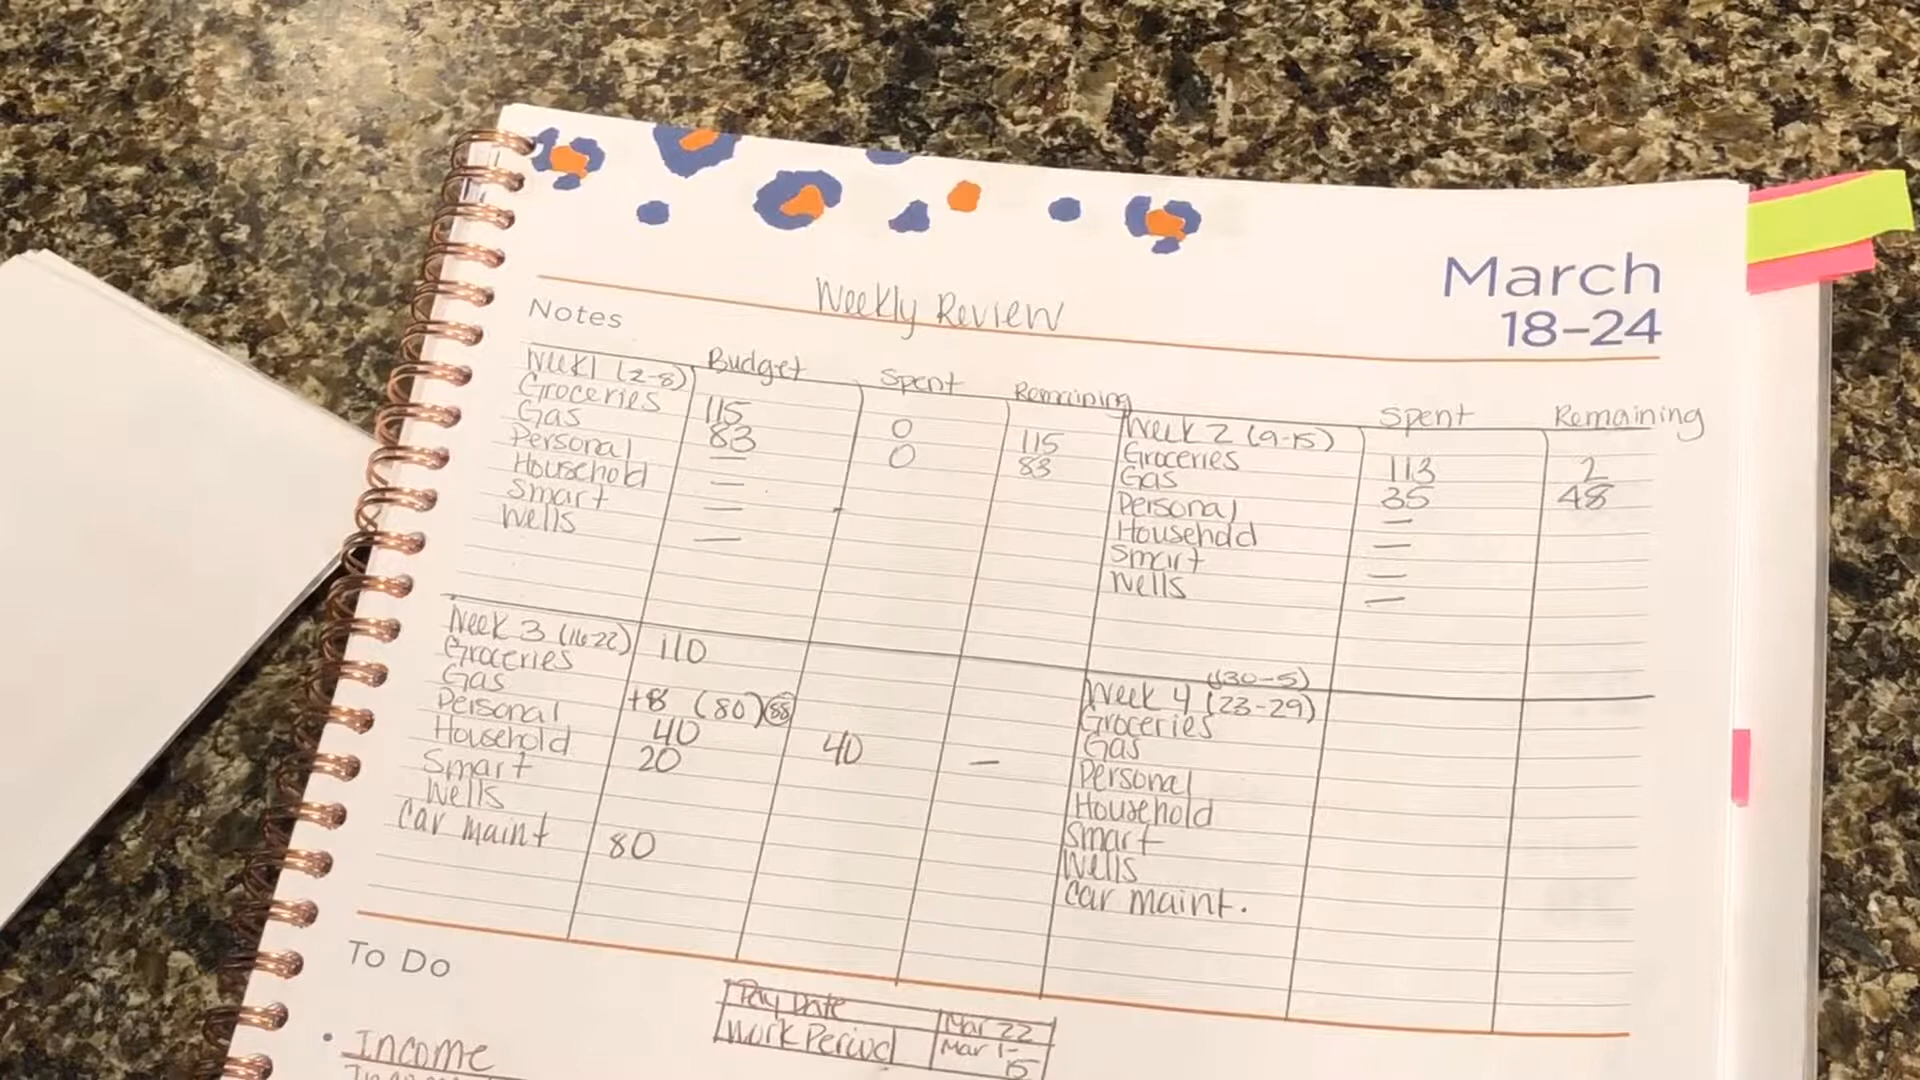 March
18–24
Weekly Review
Notes
Week 1 (2-8) Budget Spent Remaining
Groceries 115 0 115
Gas 83 0 83
Personal —
Household —
Smart —
Wells —
Week 2 (9-15) Spent Remaining
Groceries 113 2
Gas 35 48
Personal —
Household —
Smart —
Wells —
Week 3 (16-22)
Groceries 110
Gas
Personal +8 (80) (88)
Household 40 40 —
Smart 20
Wells
Car maint 80
(30-5)
Week 4 (23-29)
Groceries
Gas
Personal
Household
Smart
Wells
Car maint.
To Do
• Income
Pay Date Mar 22
Work Period Mar 1-
15